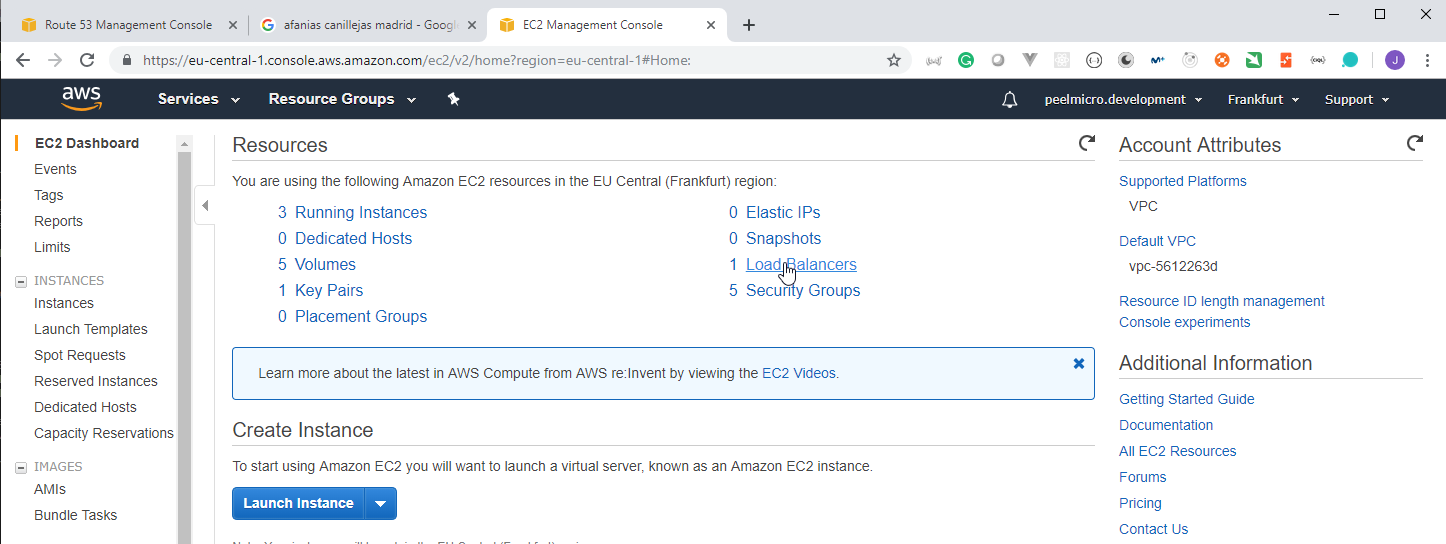 Route 53 Management Console
afanias canillejas madrid - Googl
EC2 Management Console
https://eu-central-1.console.aws.amazon.com/ec2/v2/home?region=eu-central-1#Home:
J
aws
Services
Resource Groups
peelmicro.development
Frankfurt
Support
EC2 Dashboard
Events
Tags
Reports
Limits
INSTANCES
Instances
Launch Templates
Spot Requests
Reserved Instances
Dedicated Hosts
Capacity Reservations
IMAGES
AMIs
Bundle Tasks
Resources
You are using the following Amazon EC2 resources in the EU Central (Frankfurt) region:
3 Running Instances
0 Elastic IPs
0 Dedicated Hosts
0 Snapshots
5 Volumes
1 Load Balancers
1 Key Pairs
5 Security Groups
0 Placement Groups
Learn more about the latest in AWS Compute from AWS re:Invent by viewing the EC2 Videos.
Create Instance
To start using Amazon EC2 you will want to launch a virtual server, known as an Amazon EC2 instance.
Launch Instance
Account Attributes
Supported Platforms
VPC
Default VPC
vpc-5612263d
Resource ID length management
Console experiments
Additional Information
Getting Started Guide
Documentation
All EC2 Resources
Forums
Pricing
Contact Us